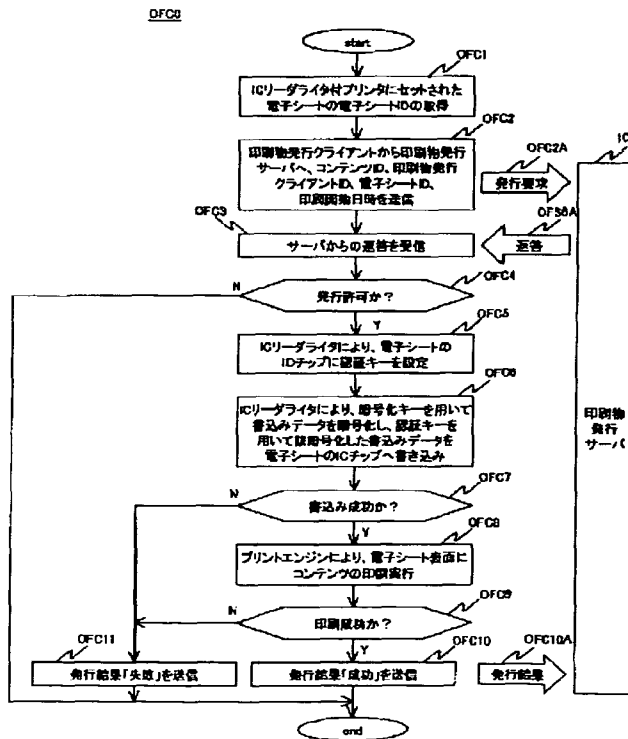 OFC0
start
OFC1
ICリーダライタ付プリンタにセットされた
電子シートの電子シートIDの取得
OFC2
印刷物発行クライアントから印刷物発行
サーバへ、コンテンツID、印刷物発行
クライアントID、電子シートID、
印刷開始日時を送信
OFC2A
発行要求
OFC3
サーバからの返答を受信
OFS6A
返答
OFC4
発行許可か？
N
Y
OFC5
ICリーダライタにより、電子シートの
IDチップに認証キーを設定
OFC6
ICリーダライタにより、暗号化キーを用いて
書込みデータを暗号化し、認証キーを
用いて該暗号化した書込みデータを
電子シートのICチップへ書き込み
印刷物
発行
サーバ
OFC7
書込み成功か？
N
Y
OFC8
プリントエンジンにより、電子シート表面に
コンテンツの印刷実行
OFC9
印刷成功か？
N
Y
OFC11
発行結果「失敗」を送信
OFC10
発行結果「成功」を送信
OFC10A
発行結果
end